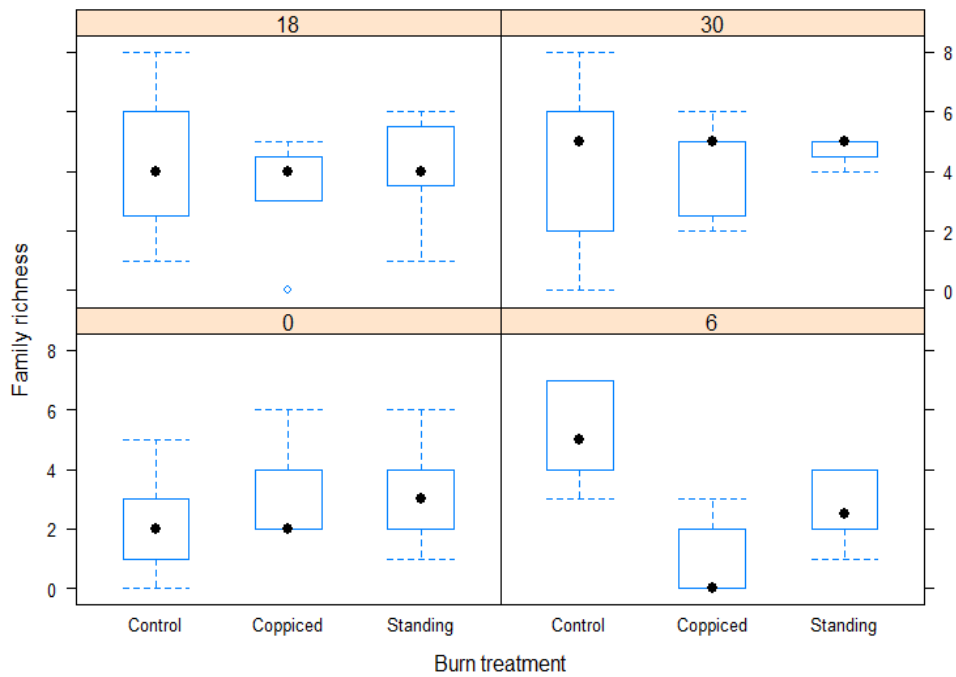 18
30
8
6
4
2
0
Family richness
0
6
8
6
4
2
0
Control
Coppiced
Standing
Control
Coppiced
Standing
Burn treatment